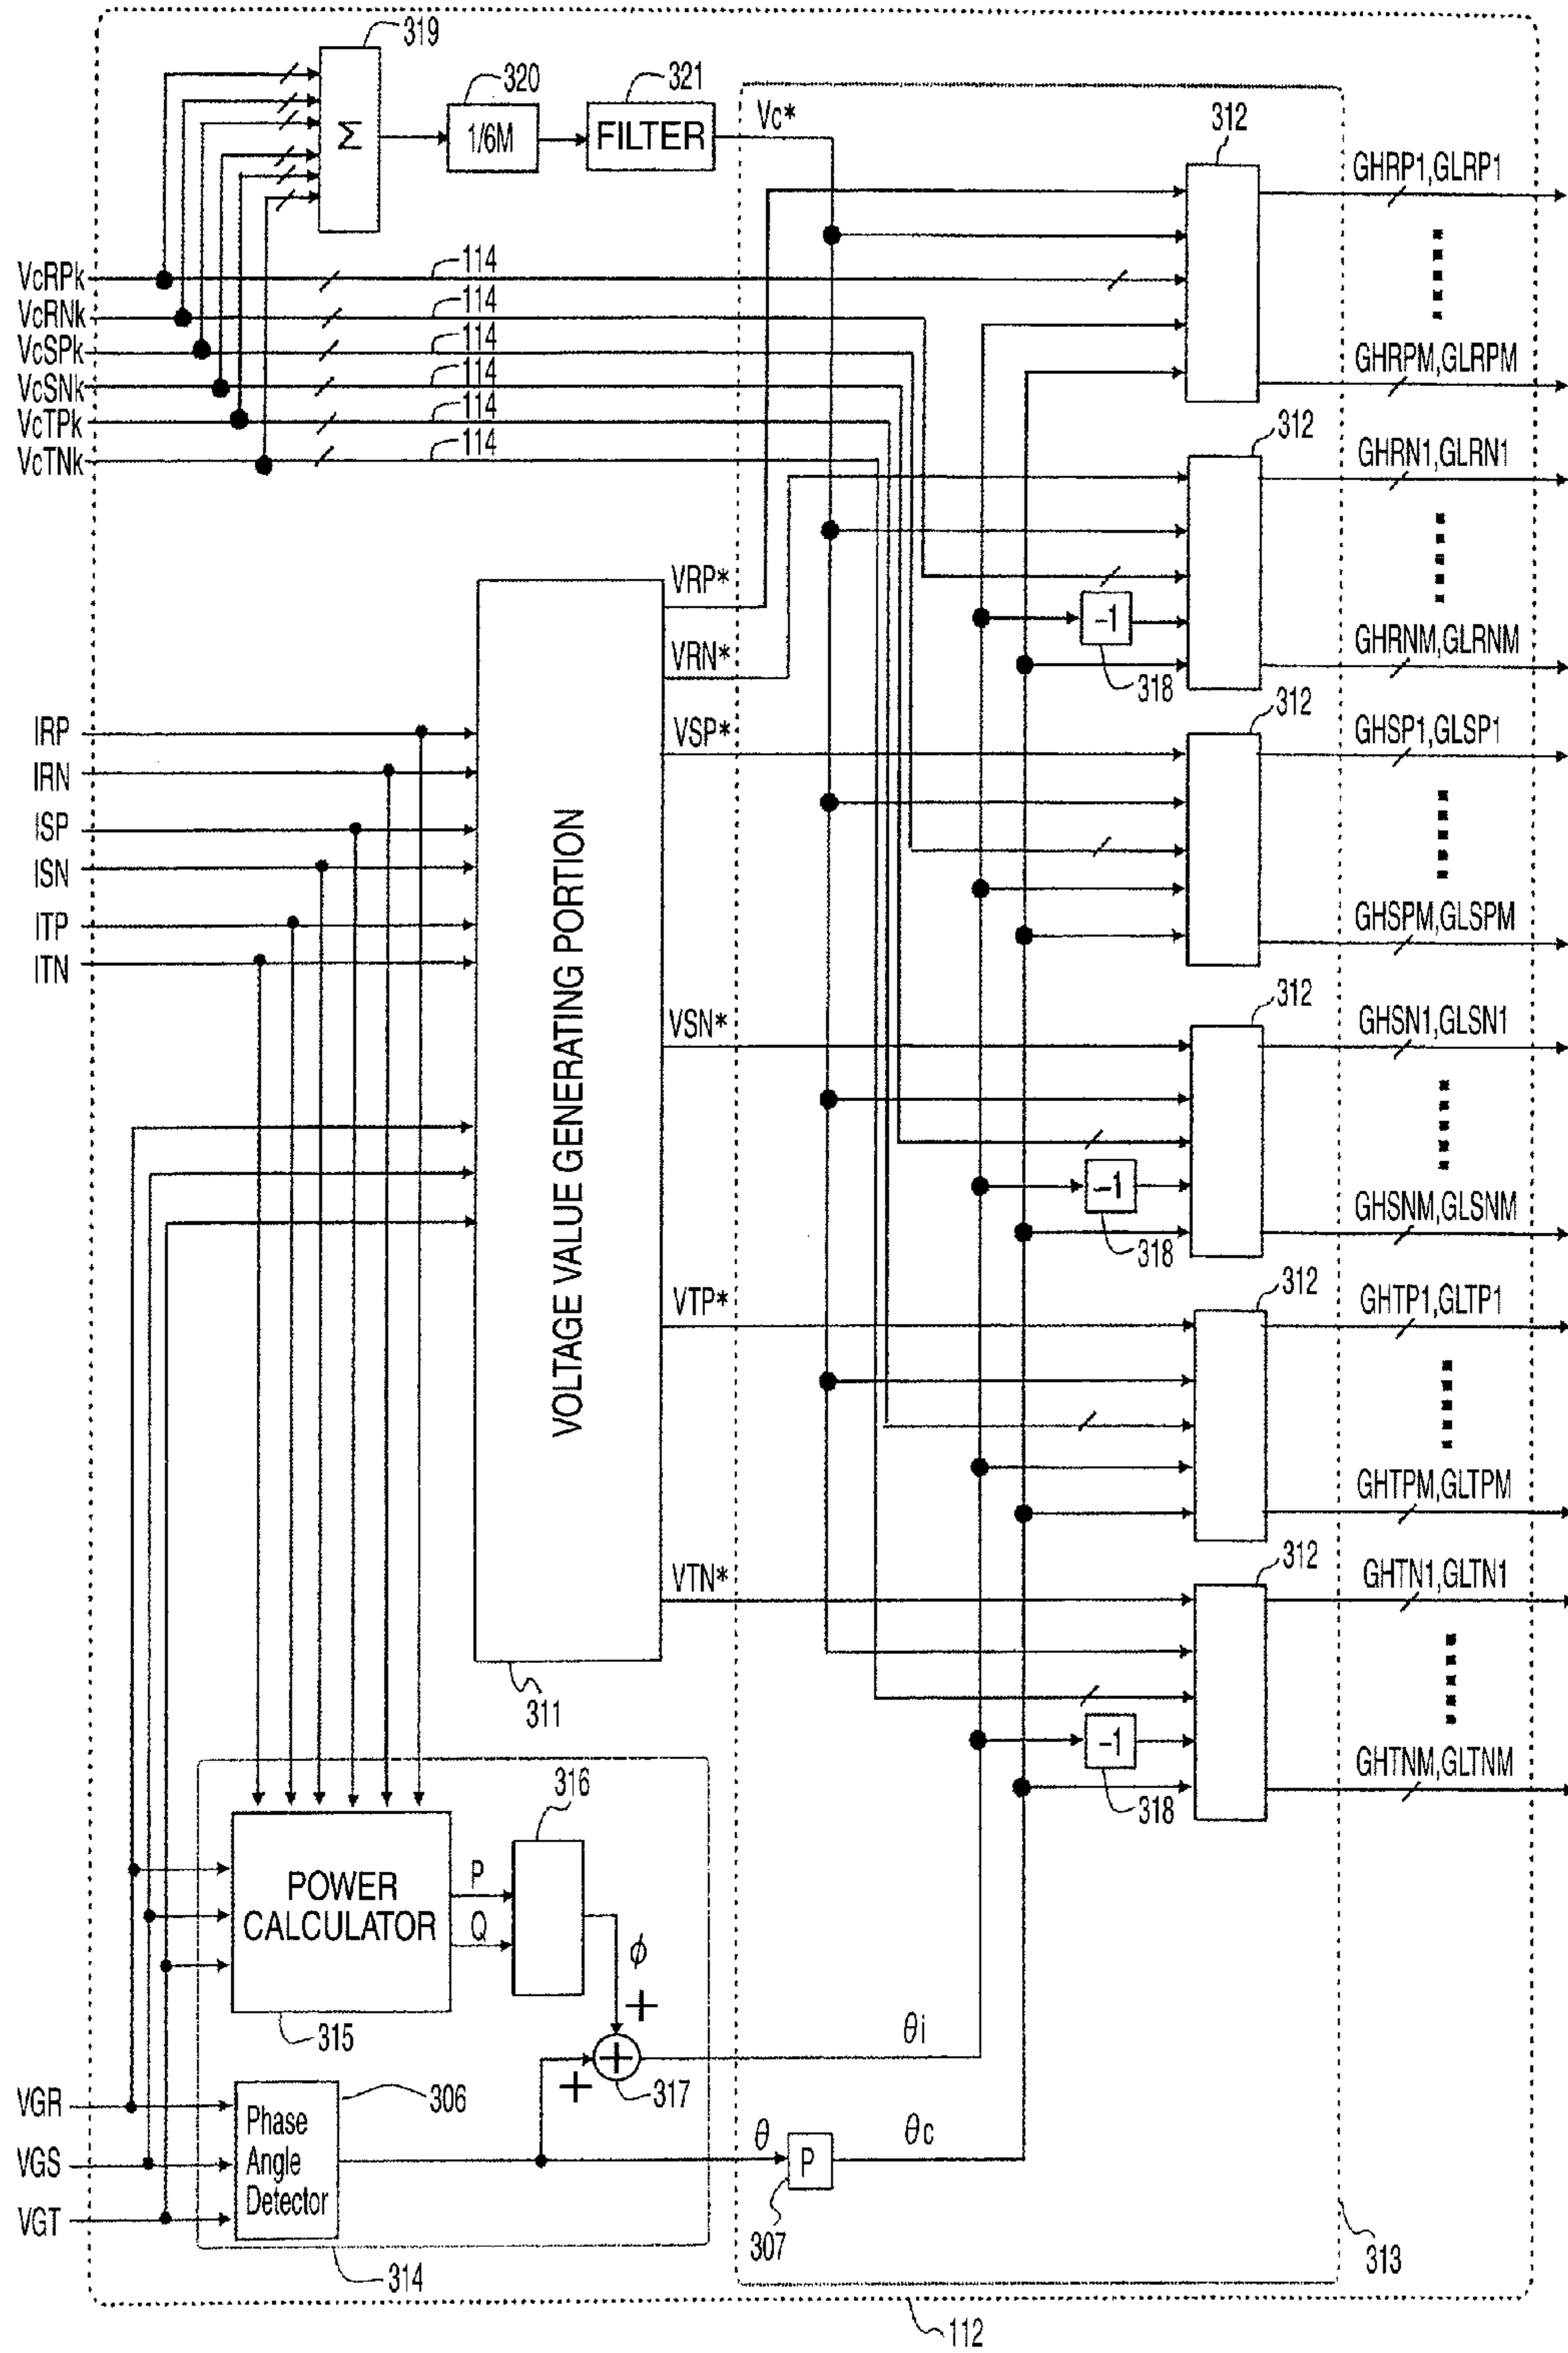 319
320
321
Σ
1/6M
FILTER
Vc*
312
GHRP1,GLRP1
VcRPk
114
VcRNk
114
VcSPk
114
VcSNk
114
VcTPk
114
VcTNk
114
GHRPM,GLRPM
312
GHRN1,GLRN1
VRP*
VRN*
-1
318
GHRNM,GLRNM
312
IRP
IRN
ISP
ISN
ITP
ITN
VSP*
GHSP1,GLSP1
VOLTAGE VALUE GENERATING PORTION
GHSPM,GLSPM
312
VSN*
GHSN1,GLSN1
-1
318
GHSNM,GLSNM
312
VTP*
GHTP1,GLTP1
GHTPM,GLTPM
312
VTN*
GHTN1,GLTN1
311
-1
318
GHTNM,GLTNM
316
POWER
CALCULATOR
P
Q
ϕ
+
315
θi
+
+
317
VGR
VGS
VGT
306
Phase
Angle
Detector
θ
P
θc
307
314
313
112